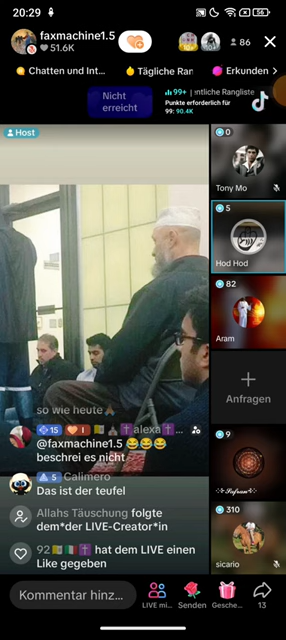 20:29
56
faxmachine1.5
51.6K
86
Chatten und Int...
Tägliche Ran
Erkunden
Nicht
erreicht
99+
entliche Rangliste
Punkte erforderlich für
99: 90.4K
Host
0
Tony Mo
5
Hod Hod
82
Aram
+
Anfragen
9
310
sicario
so wie heute
15 1 alexa ...
@faxmachine1.5 😂😂😂
beschrei es nicht
5 Calimero
Das ist der teufel
Allahs Täuschung folgte
dem*der LIVE-Creator*in
92 hat dem LIVE einen
Like gegeben
Kommentar hinz...
LIVE mi...
Senden
Gesche...
13